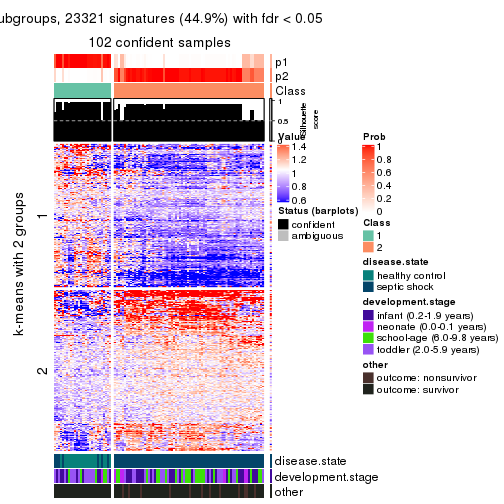 ubgroups, 23321 signatures (44.9%) with fdr < 0.05
102 confident samples
p1
p2
Class
1
0.5
0
Silhouette
score
k-means with 2 groups
1
2
Value
1.4
1.2
1
0.8
0.6
Status (barplots)
confident
ambiguous
Prob
1
0.8
0.6
0.4
0.2
0
Class
1
2
disease.state
healthy control
septic shock
development.stage
infant (0.2-1.9 years)
neonate (0.0-0.1 years)
school-age (6.0-9.8 years)
toddler (2.0-5.9 years)
other
outcome: nonsurvivor
outcome: survivor
disease.state
development.stage
other